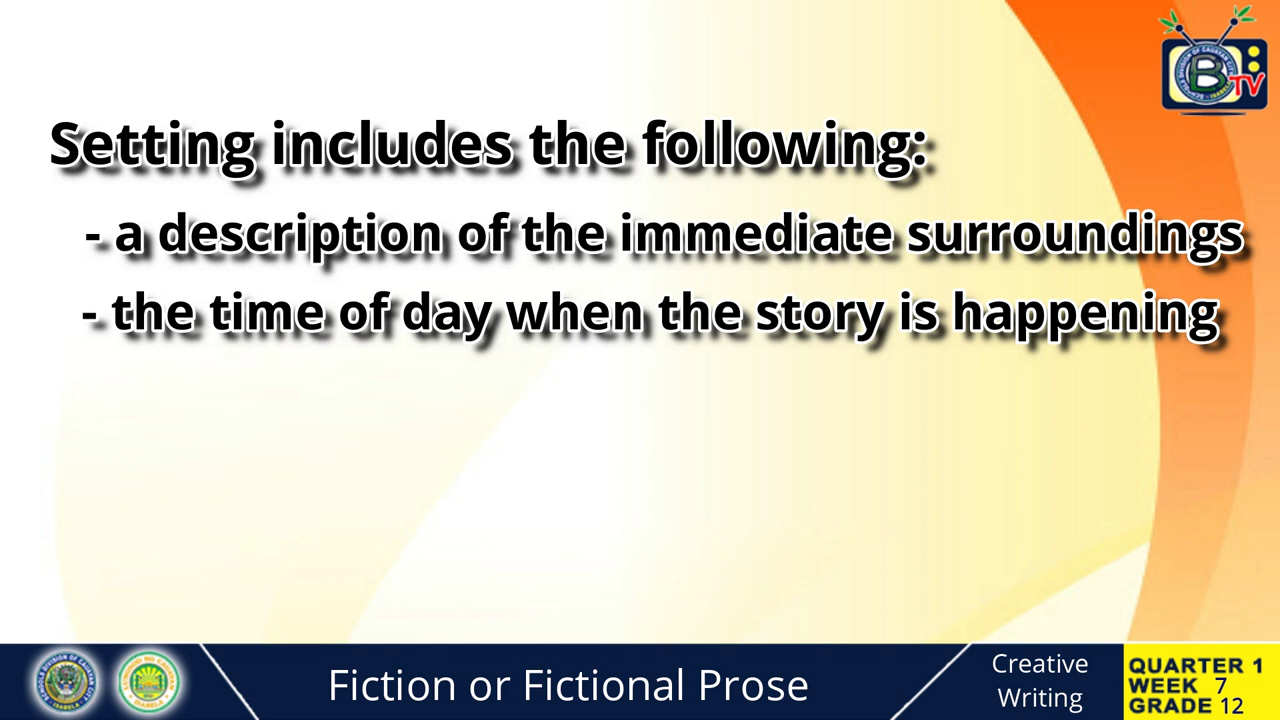 Setting includes the following:
- a description of the immediate surroundings
- the time of day when the story is happening
B
TV
Fiction or Fictional Prose
Creative
Writing
QUARTER 1
WEEK 7
GRADE 12